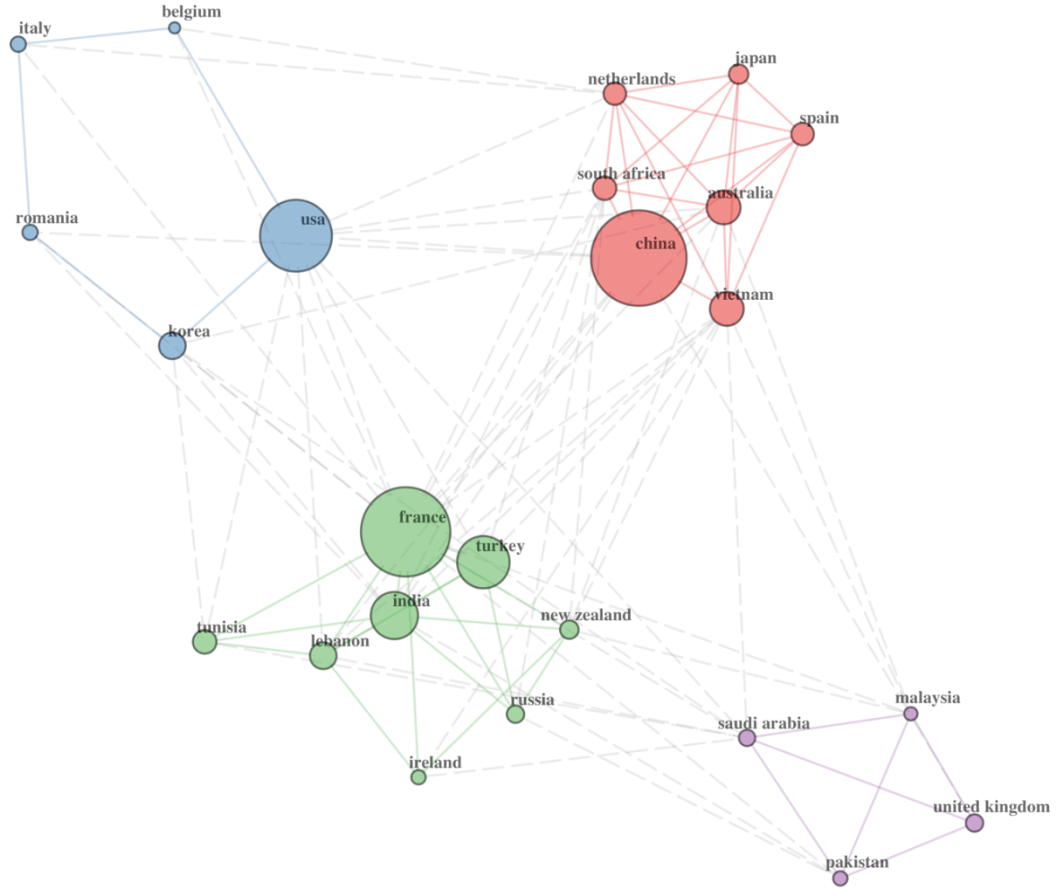 belgium
italy
japan
netherlands
spain
south africa
australia
romania
usa
china
vietnam
korea
france
turkey
india
new zealand
tunisia
lebanon
russia
malaysia
saudi arabia
ireland
united kingdom
pakistan